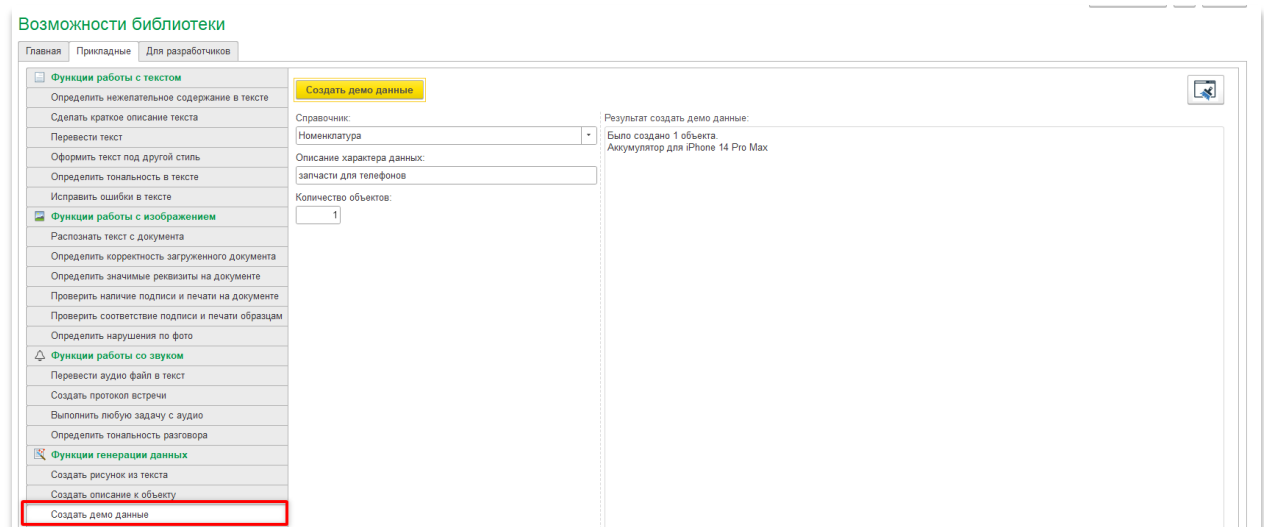 Возможности библиотеки
Главная
Прикладные
Для разработчиков
Функции работы с текстом
Определить нежелательное содержание в тексте
Сделать краткое описание текста
Перевести текст
Оформить текст под другой стиль
Определить тональность в тексте
Исправить ошибки в тексте
Функции работы с изображением
Распознать текст с документа
Определить корректность загруженного документа
Определить значимые реквизиты на документе
Проверить наличие подписи и печати на документе
Проверить соответствие подписи и печати образцам
Определить нарушения по фото
Функции работы со звуком
Перевести аудио файл в текст
Создать протокол встречи
Выполнить любую задачу с аудио
Определить тональность разговора
Функции генерации данных
Создать рисунок из текста
Создать описание к объекту
Создать демо данные
Создать демо данные
Справочник:
Номенклатура
Описание характера данных:
запчасти для телефонов
Количество объектов:
1
Результат создать демо данные:
Было создано 1 объекта.
Аккумулятор для iPhone 14 Pro Max